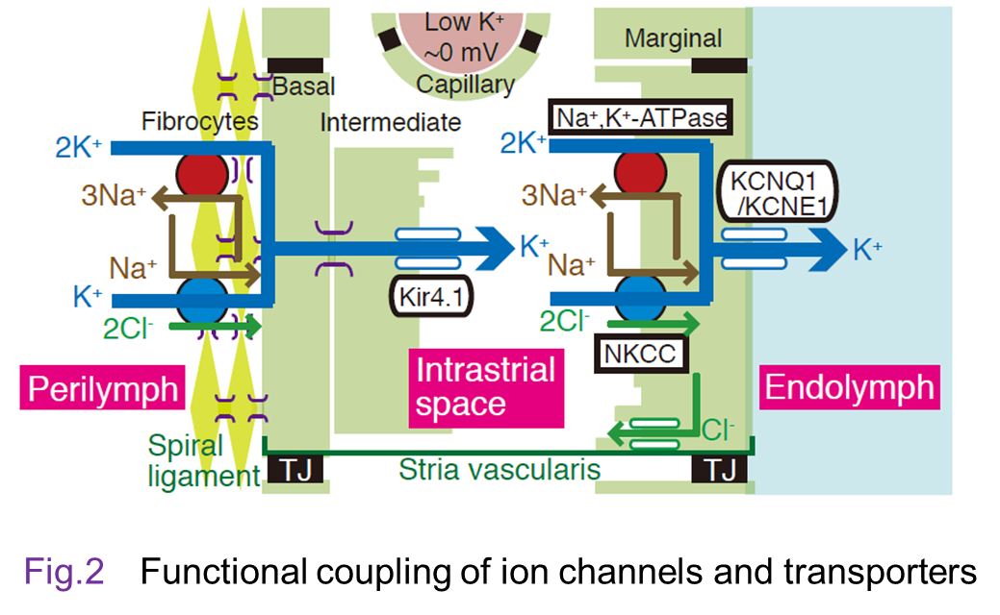 Low K⁺
~0 mV
Capillary
Marginal
Basal
Fibrocytes
Intermediate
Na⁺,K⁺-ATPase
2K⁺
2K⁺
KCNQ1
/KCNE1
3Na⁺
3Na⁺
K⁺
K⁺
Na⁺
Na⁺
K⁺
Kir4.1
2Cl⁻
2Cl⁻
NKCC
Perilymph
Intrastrial
space
Endolymph
Cl⁻
Spiral
ligament
TJ
Stria vascularis
TJ
Fig.2 Functional coupling of ion channels and transporters